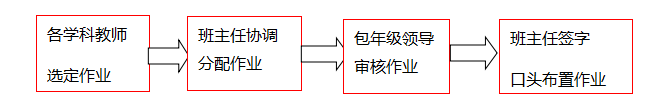 各学科教师
选定作业
班主任协调
分配作业
包年级领导
审核作业
班主任签字
口头布置作业